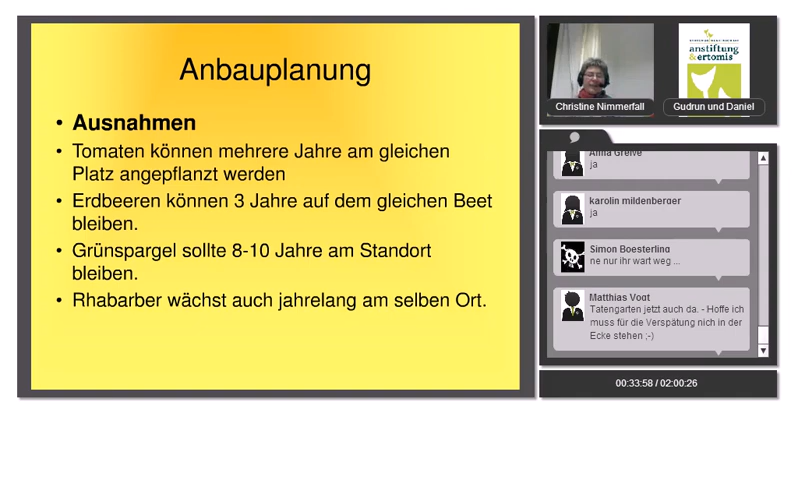 Anbauplanung
• Ausnahmen
• Tomaten können mehrere Jahre am gleichen
Platz angepflanzt werden
• Erdbeeren können 3 Jahre auf dem gleichen Beet
bleiben.
• Grünspargel sollte 8-10 Jahre am Standort
bleiben.
• Rhabarber wächst auch jahrelang am selben Ort.
anstiftung
& ertomis
Christine Nimmerfall
Gudrun und Daniel
Anna Greive
ja
karolin mildenberger
ja
Simon Boesterling
ne nur ihr wart weg ...
Matthias Vogt
Tatengarten jetzt auch da. - Hoffe ich
muss für die Verspätung nich in der
Ecke stehen ;-)
00:33:58 / 02:00:26